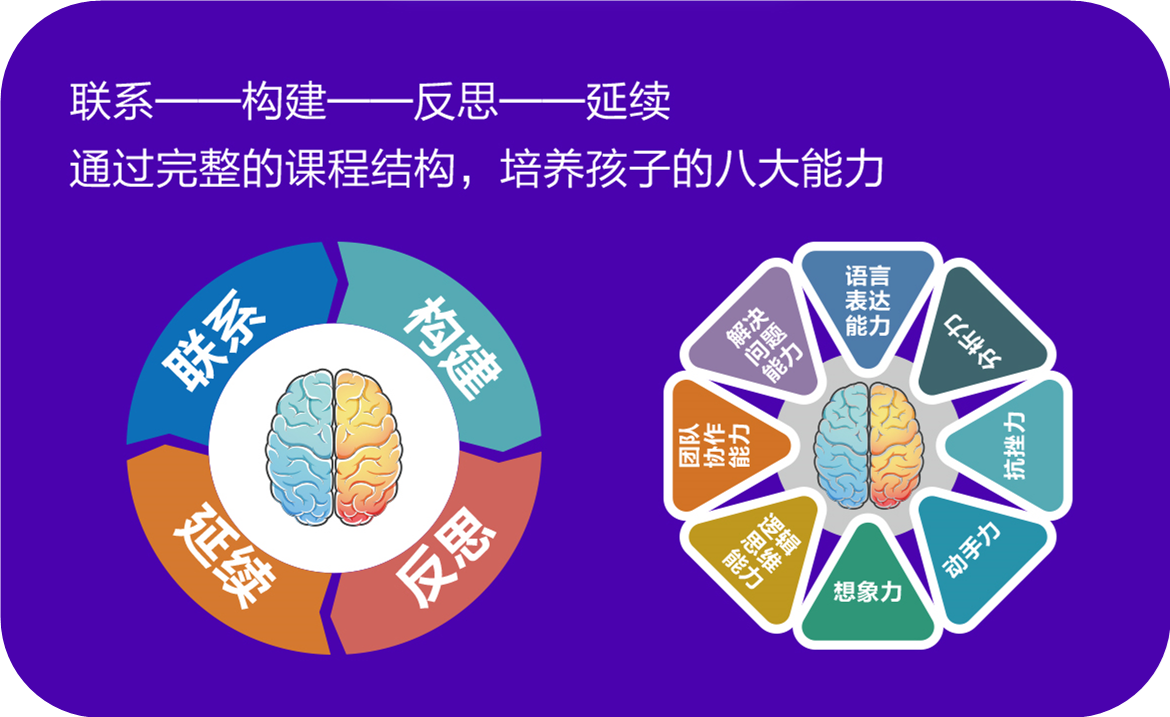 联系——构建——反思——延续
通过完整的课程结构，培养孩子的八大能力
联系
构建
反思
延续
语言
表达
能力
分析力
抗挫力
动手力
想象力
逻辑
思维
能力
团队
协作
能力
解决
问题
能力